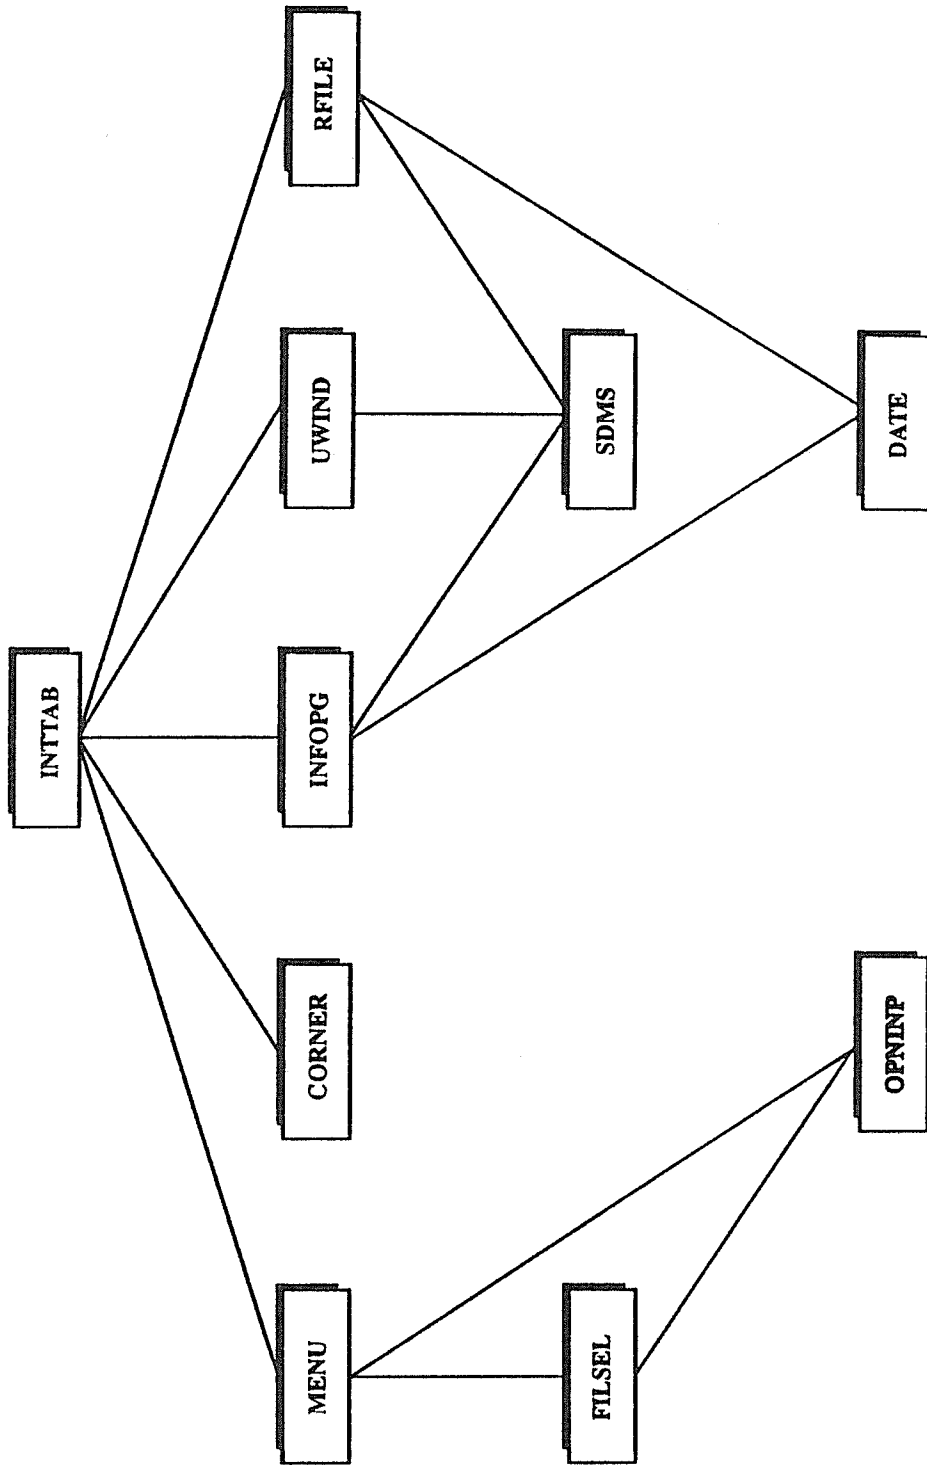 INTTAB
MENU
CORNER
INFOPG
UWIND
RFILE
FILSEL
SDMS
OPNINP
DATE